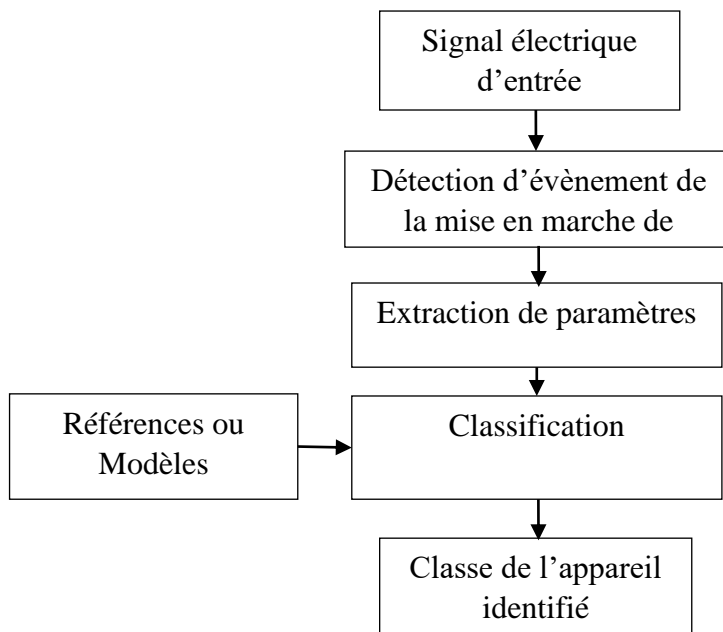 Signal électrique
d’entrée
Détection d’évènement de
la mise en marche de
Extraction de paramètres
Références ou
Modèles
Classification
Classe de l’appareil
identifié